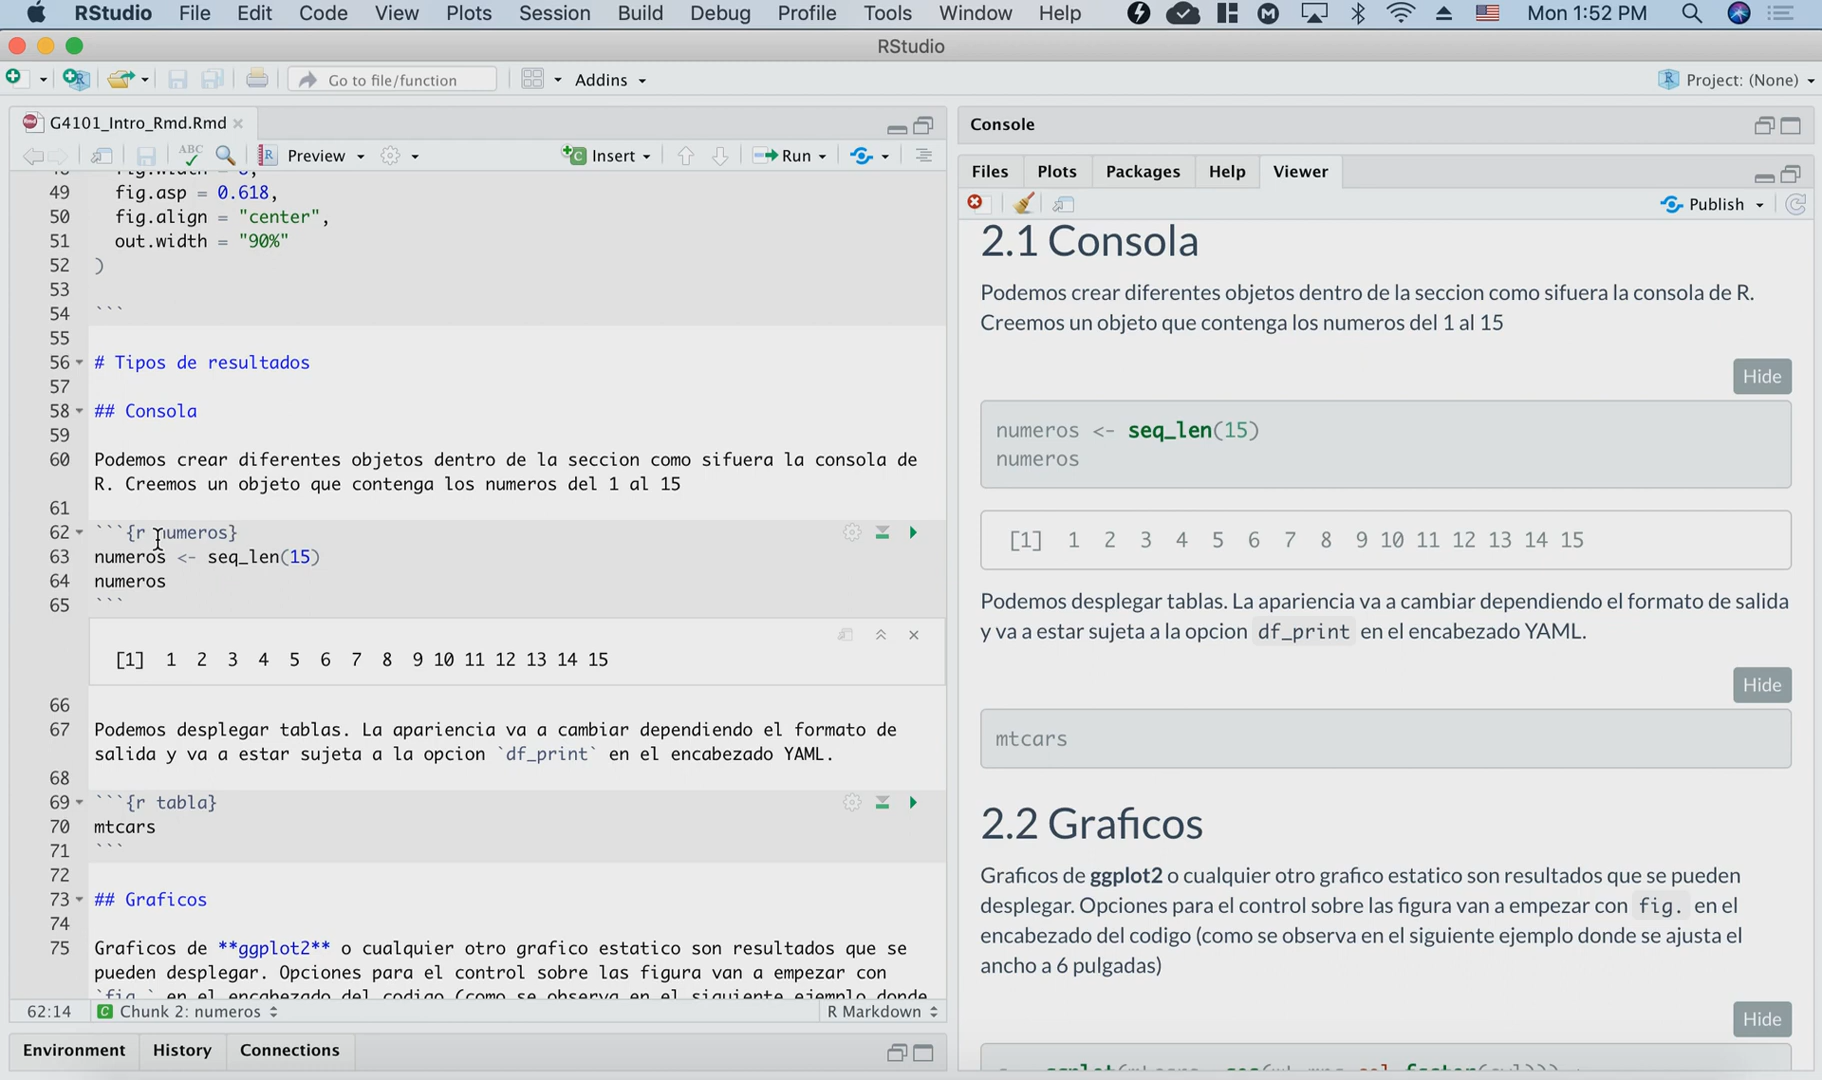 RStudio File Edit Code View Plots Session Build Debug Profile Tools Window Help Mon 1:52 PM
RStudio
Go to file/function Addins Project: (None)
G4101_Intro_Rmd.Rmd
ABC Preview Insert Run
49 fig.asp = 0.618,
50 fig.align = "center",
51 out.width = "90%"
52 )
53
54 ```
55
56 # Tipos de resultados
57
58 ## Consola
59
60 Podemos crear diferentes objetos dentro de la seccion como sifuera la consola de
R. Creemos un objeto que contenga los numeros del 1 al 15
61
62 ```{r numeros}
63 numeros <- seq_len(15)
64 numeros
65 ```
[1] 1 2 3 4 5 6 7 8 9 10 11 12 13 14 15
66
67 Podemos desplegar tablas. La apariencia va a cambiar dependiendo el formato de
salida y va a estar sujeta a la opcion `df_print` en el encabezado YAML.
68
69 ```{r tabla}
70 mtcars
71 ```
72
73 ## Graficos
74
75 Graficos de **ggplot2** o cualquier otro grafico estatico son resultados que se
pueden desplegar. Opciones para el control sobre las figura van a empezar con
`fig.` en el encabezado del codigo (como se observa en el siguiente ejemplo donde
62:14 Chunk 2: numeros R Markdown
Environment History Connections
Console
Files Plots Packages Help Viewer
Publish
2.1 Consola
Podemos crear diferentes objetos dentro de la seccion como sifuera la consola de R.
Creemos un objeto que contenga los numeros del 1 al 15
Hide
numeros <- seq_len(15)
numeros
[1] 1 2 3 4 5 6 7 8 9 10 11 12 13 14 15
Podemos desplegar tablas. La apariencia va a cambiar dependiendo el formato de salida
y va a estar sujeta a la opcion df_print en el encabezado YAML.
Hide
mtcars
2.2 Graficos
Graficos de ggplot2 o cualquier otro grafico estatico son resultados que se pueden
desplegar. Opciones para el control sobre las figura van a empezar con fig. en el
encabezado del codigo (como se observa en el siguiente ejemplo donde se ajusta el
ancho a 6 pulgadas)
Hide